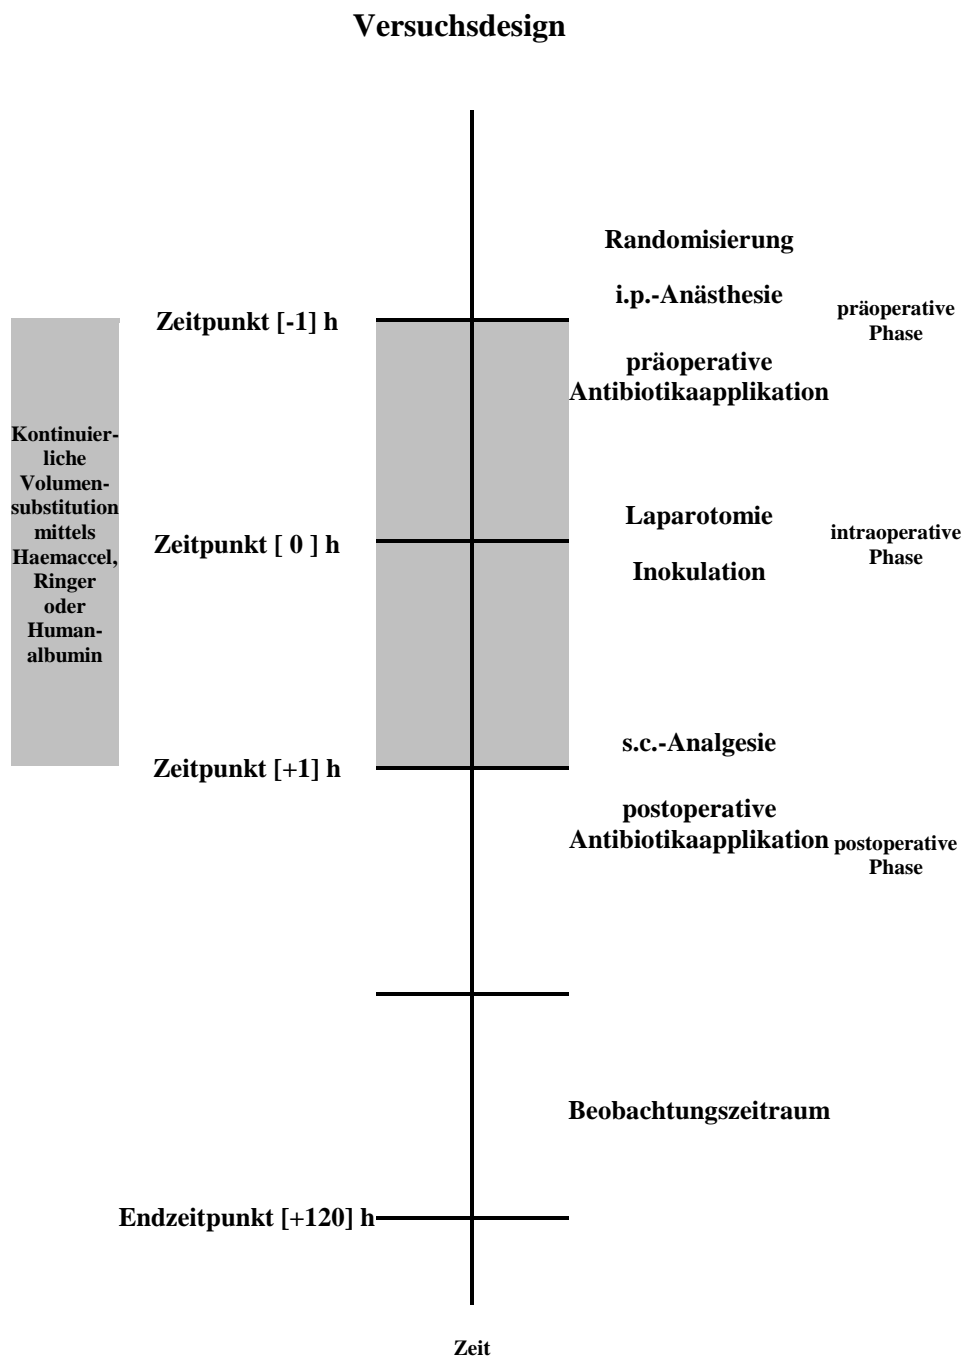 Versuchsdesign
Randomisierung
i.p.-Anästhesie
Zeitpunkt [-1] h
präoperative
Phase
präoperative
Antibiotikaapplikation
Kontinuier-
liche
Volumen-
substitution
mittels
Haemaccel,
Ringer
oder
Human-
albumin
Laparotomie
Zeitpunkt [ 0 ] h
intraoperative
Phase
Inokulation
s.c.-Analgesie
Zeitpunkt [+1] h
postoperative
Antibiotikaapplikation
postoperative
Phase
Beobachtungszeitraum
Endzeitpunkt [+120] h
Zeit